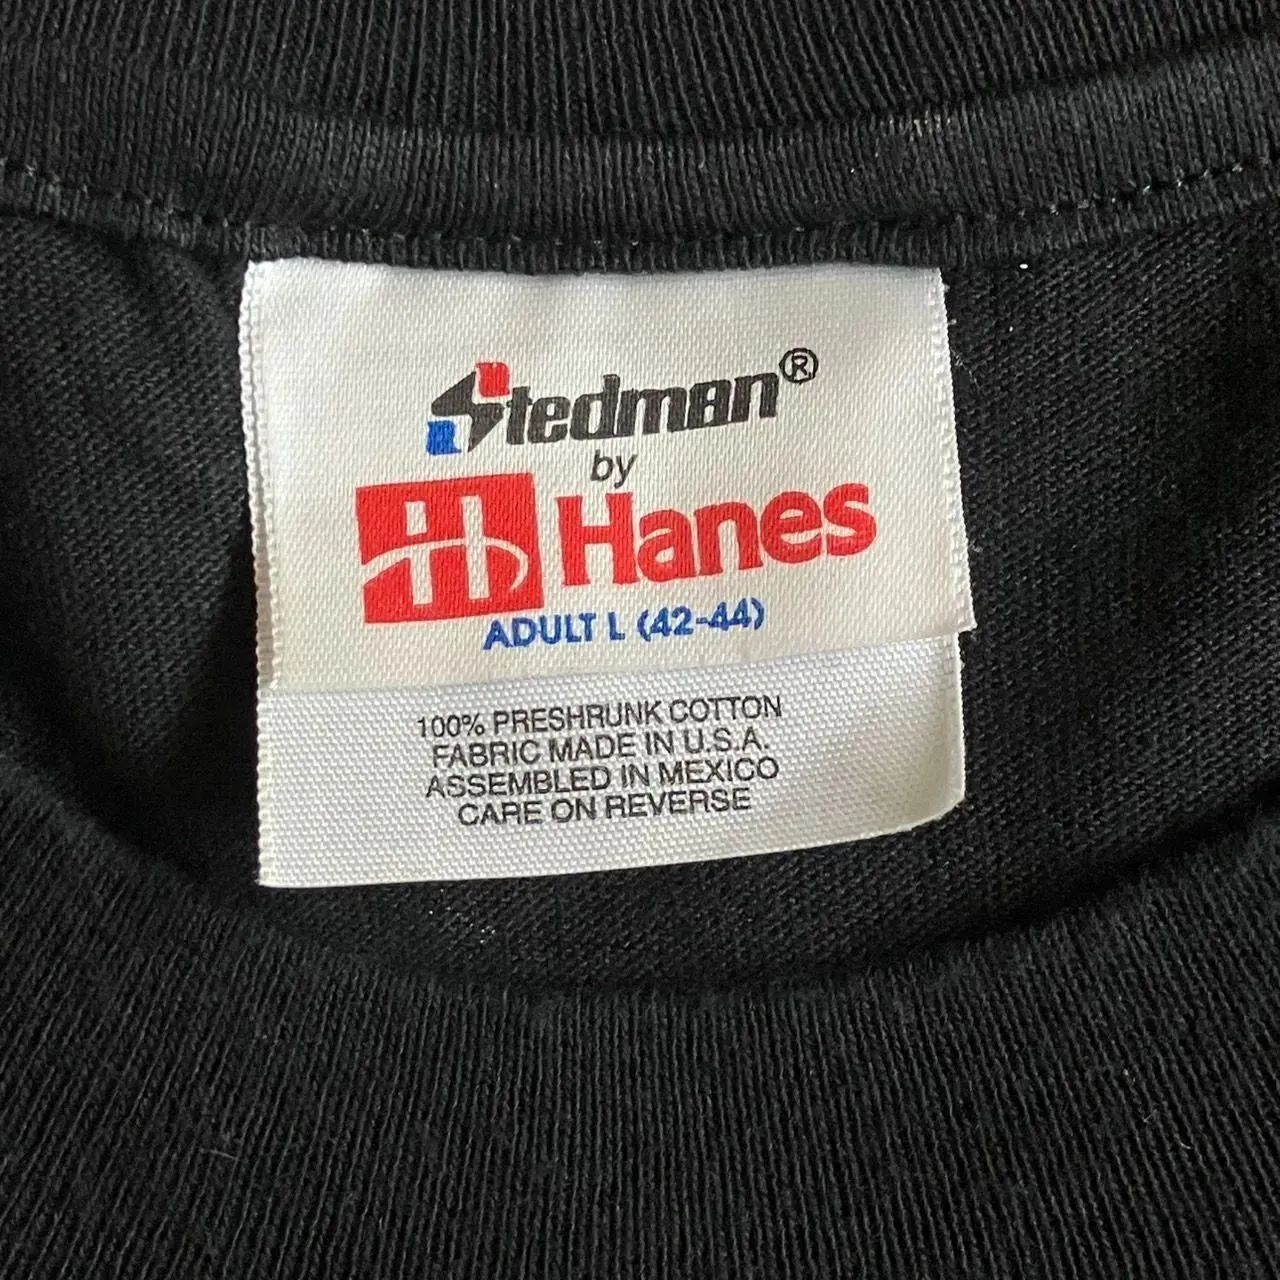 Stedman®
by
H Hanes
ADULT L (42-44)
100% PRESHRUNK COTTON
FABRIC MADE IN U.S.A.
ASSEMBLED IN MEXICO
CARE ON REVERSE